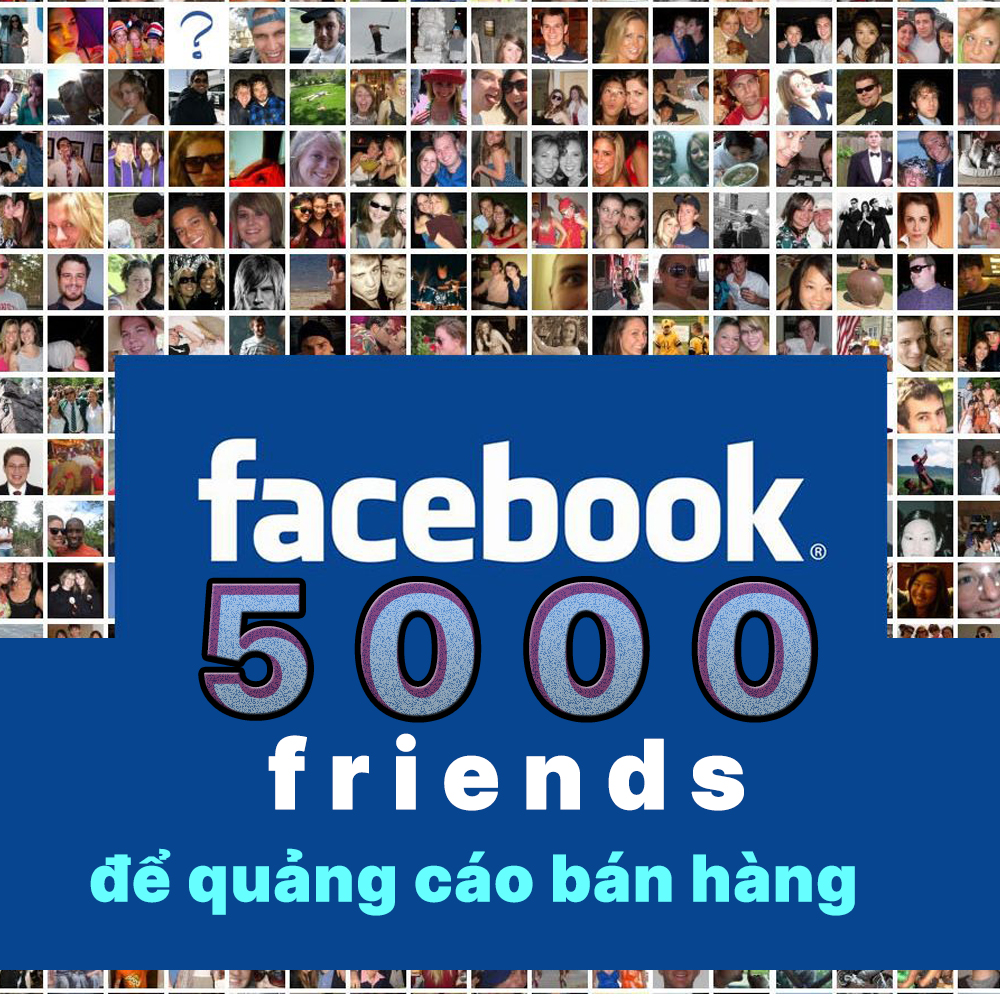 ?
facebook®
5000
friends
để quảng cáo bán hàng